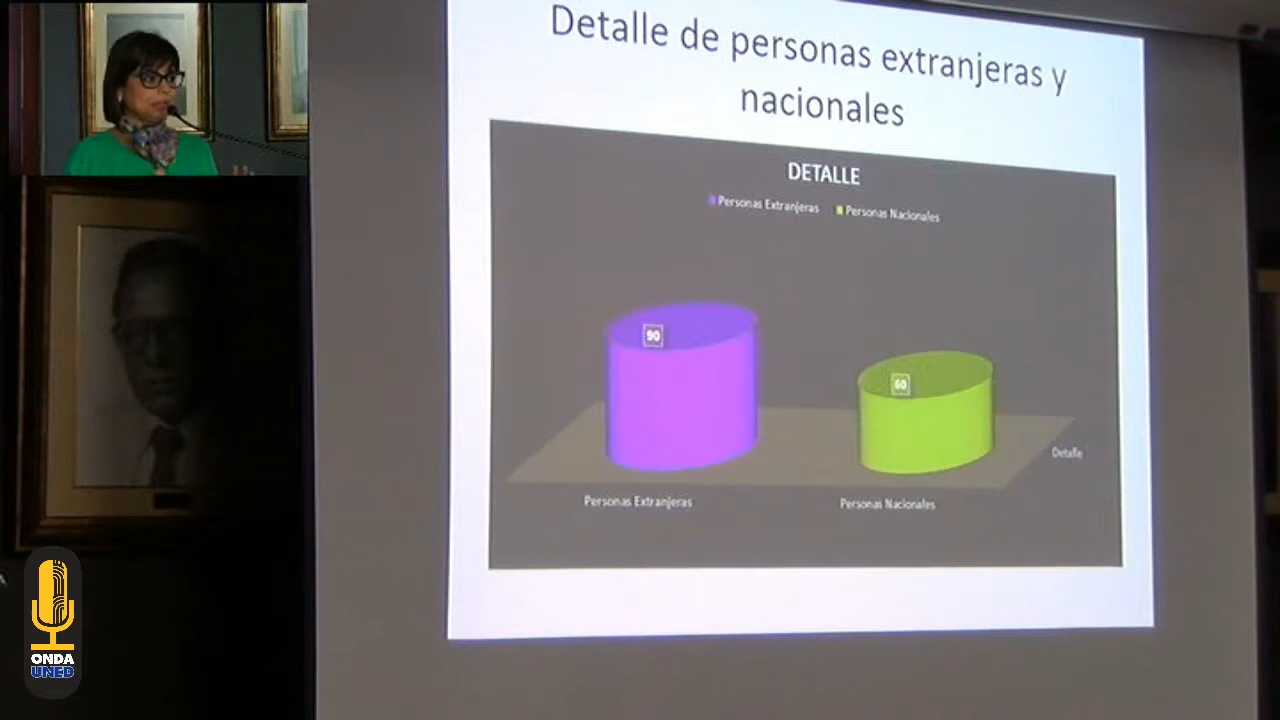 Detalle de personas extranjeras y
nacionales
DETALLE
Personas Extranjeras Personas Nacionales
90
60
Detalle
Personas Extranjeras Personas Nacionales
ONDA
UNED